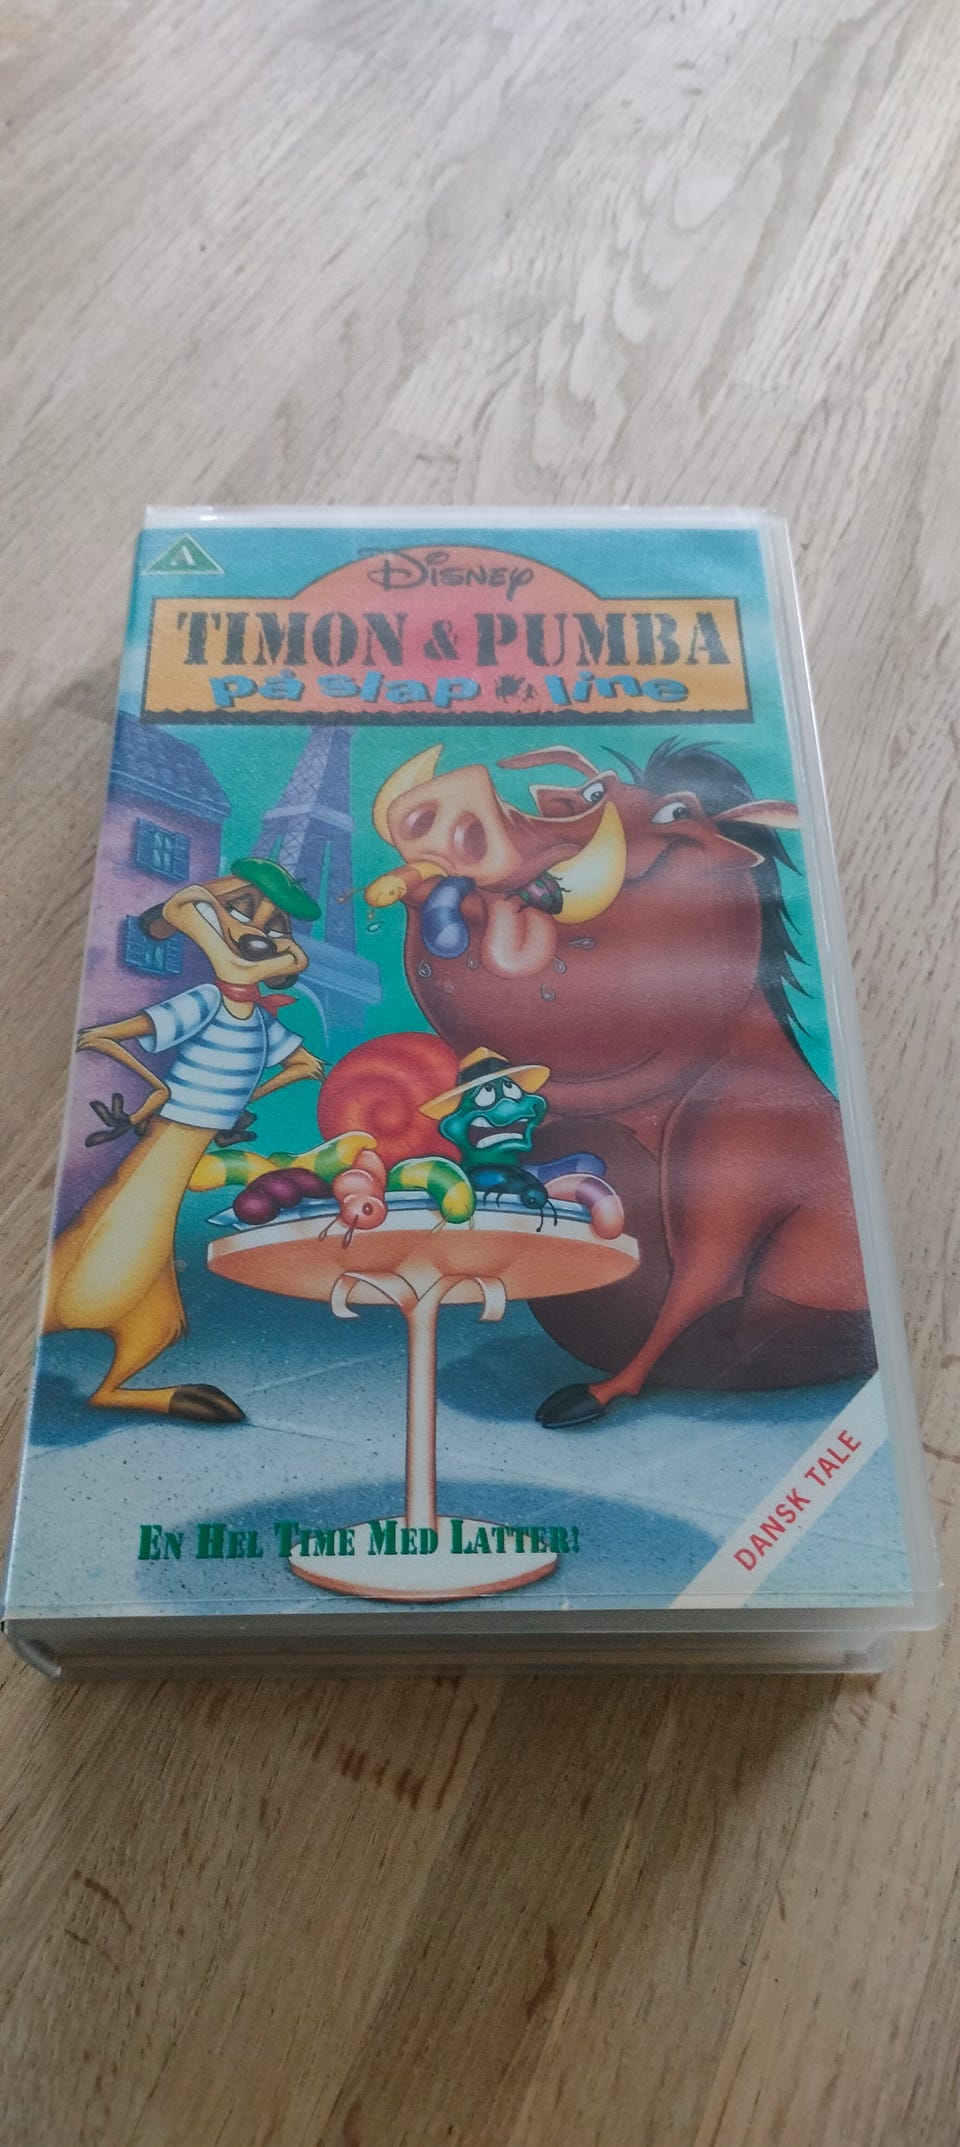 A
Disney
TIMON & PUMBA
på slap line
EN HEL TIME MED LATTER!
DANSK TALE